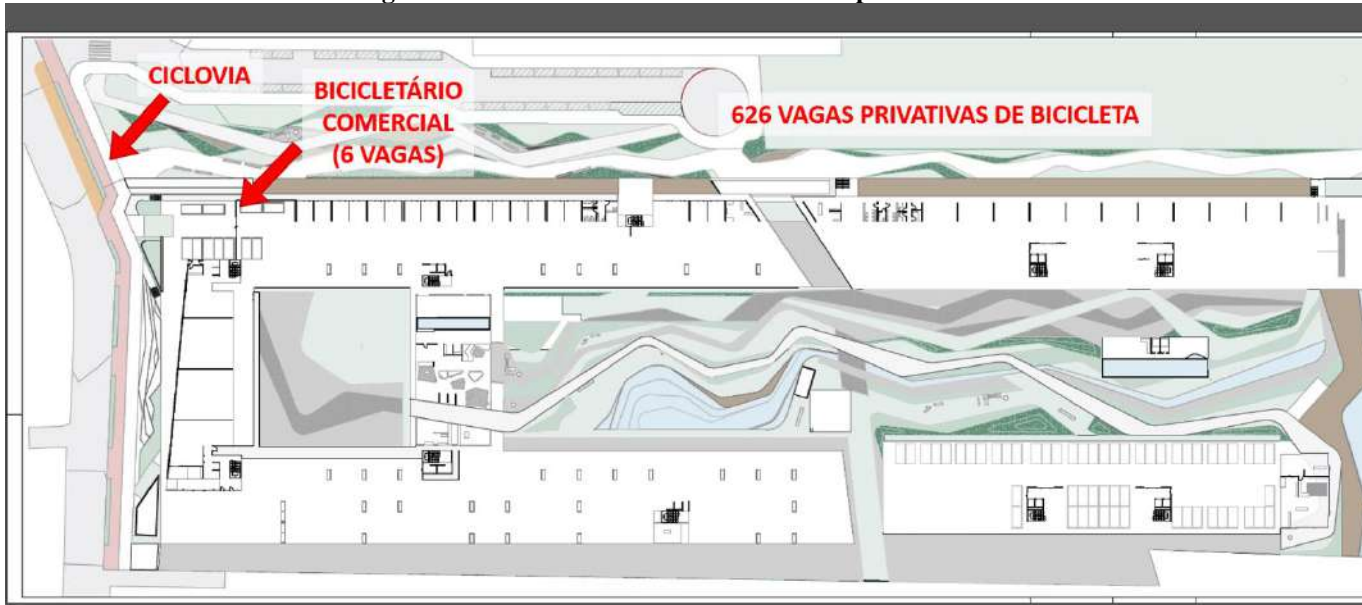 CICLOVIA
BICICLETÁRIO
COMERCIAL
(6 VAGAS)
626 VAGAS PRIVATIVAS DE BICICLETA